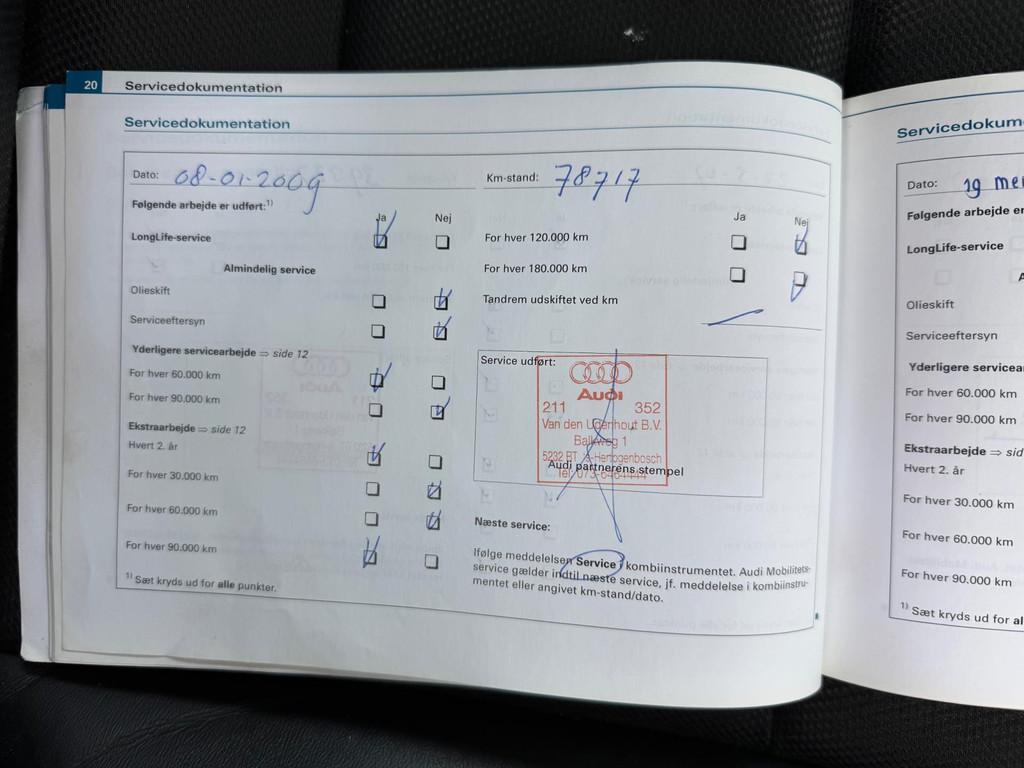 20 Servicedokumentation
Servicedokumentation
Dato: 08-01-2009
Km-stand: 78717
Følgende arbejde er udført:1)
Ja Nej
LongLife-service
Almindelig service
Olieskift
Serviceeftersyn
Yderligere servicearbejde ⇒ side 12
For hver 60.000 km
For hver 90.000 km
Ekstraarbejde ⇒ side 12
Hvert 2. år
For hver 30.000 km
For hver 60.000 km
For hver 90.000 km
1) Sæt kryds ud for alle punkter.
Ja Nej
For hver 120.000 km
For hver 180.000 km
Tandrem udskiftet ved km
Service udført:
Audi
211 352
Van den Udenhout B.V.
Balkweg 1
5232 BT 's-Hertogenbosch
Audi partnerens stempel
Næste service:
Ifølge meddelelsen Service i kombiinstrumentet. Audi Mobilitets-
service gælder indtil næste service, jf. meddelelse i kombiinstru-
mentet eller angivet km-stand/dato.
Servicedokum
Dato: 19 mei
Følgende arbejde er
LongLife-service
A
Olieskift
Serviceeftersyn
Yderligere servicea
For hver 60.000 km
For hver 90.000 km
Ekstraarbejde ⇒ sid
Hvert 2. år
For hver 30.000 km
For hver 60.000 km
For hver 90.000 km
1) Sæt kryds ud for al